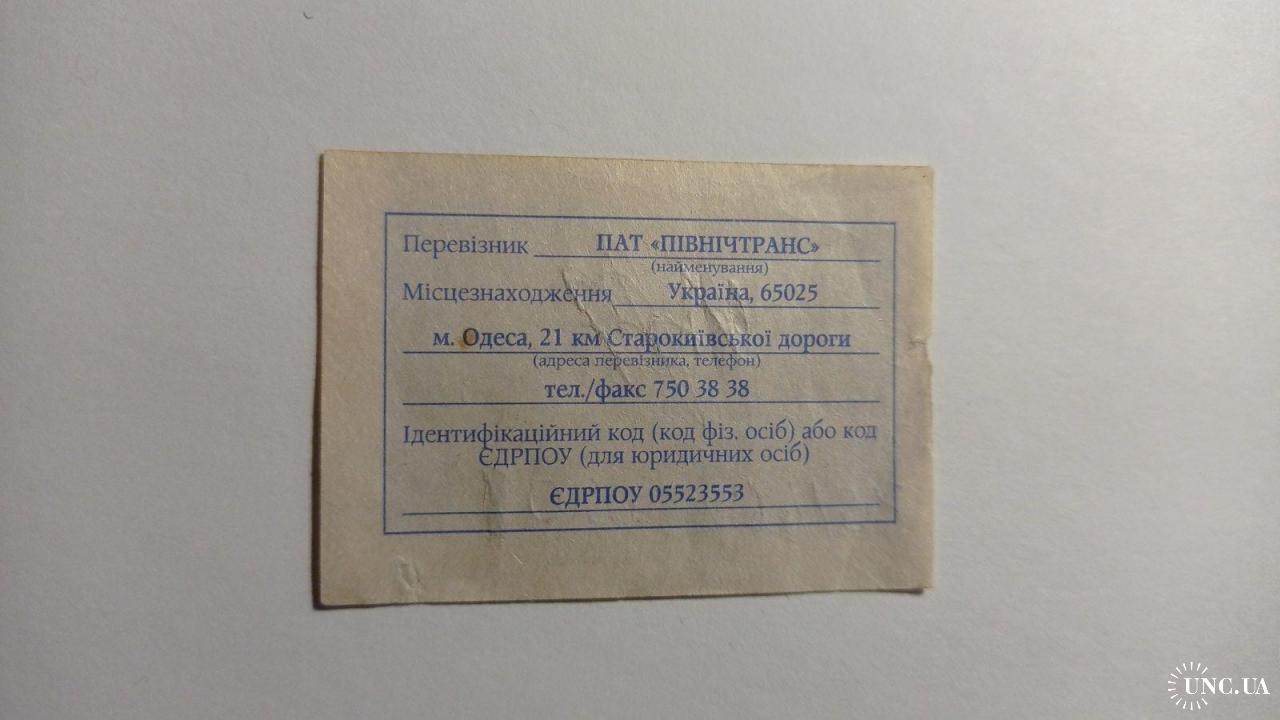 Перевізник ПАТ «ПІВНІЧТРАНС»
(найменування)
Місцезнаходження Україна, 65025
м. Одеса, 21 км Старокиївської дороги
(адреса перевізника, телефон)
тел./факс 750 38 38
Ідентифікаційний код (код фіз. осіб) або код
ЄДРПОУ (для юридичних осіб)
ЄДРПОУ 05523553
UNC.UA